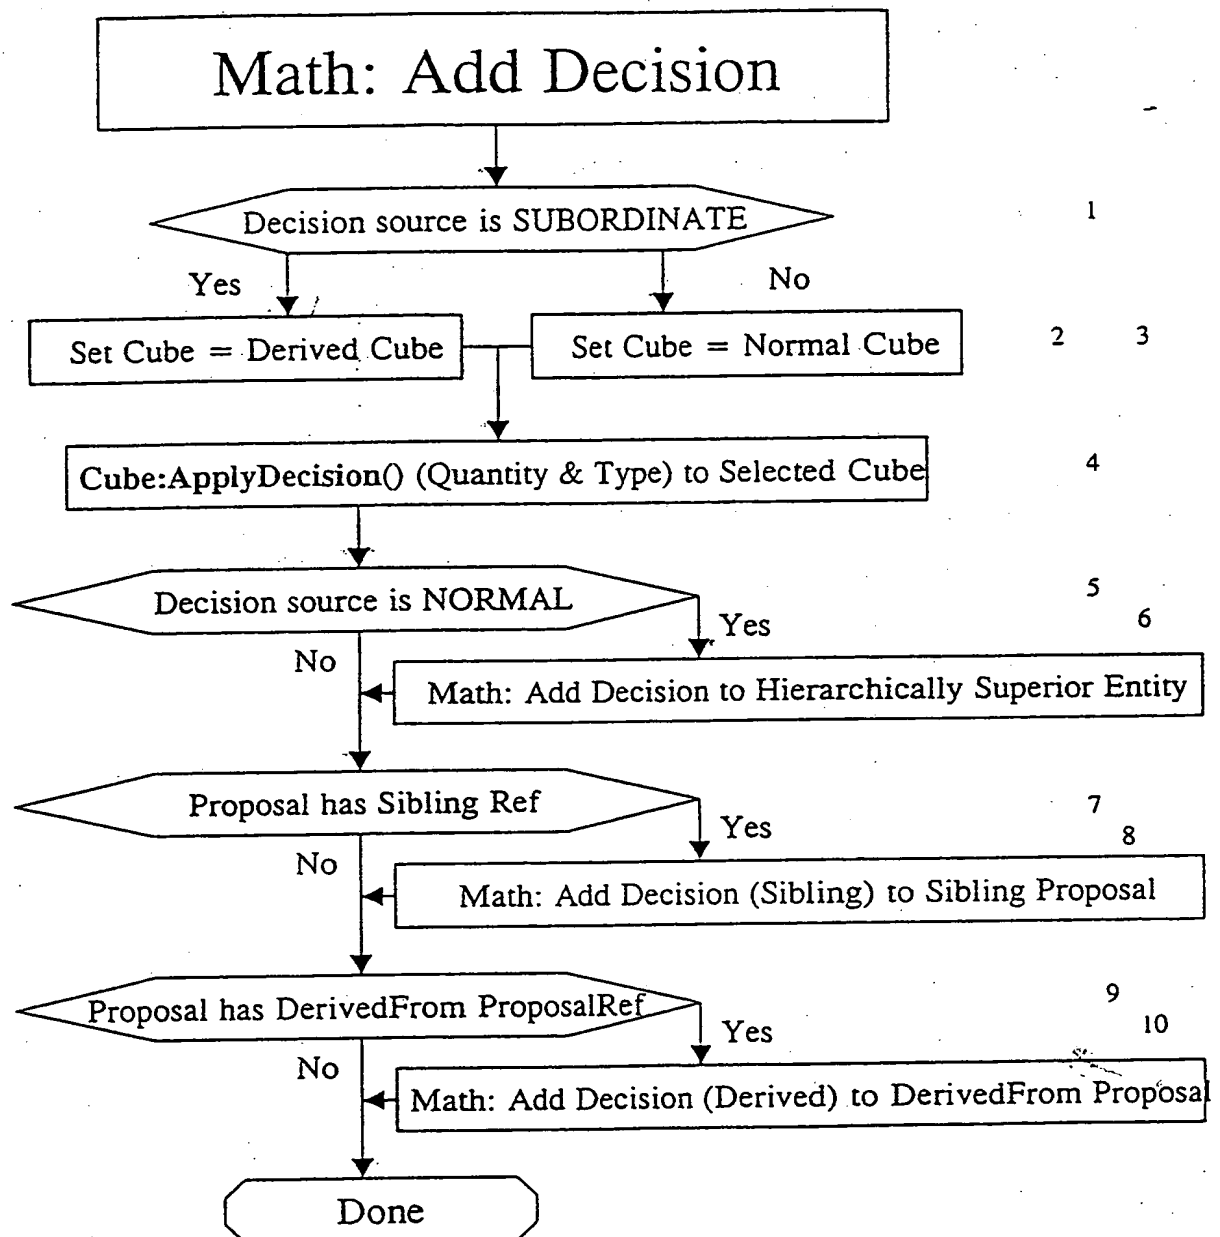 Math: Add Decision
Decision source is SUBORDINATE 1
Yes No
Set Cube = Derived Cube Set Cube = Normal Cube 2 3
Cube:ApplyDecision() (Quantity & Type) to Selected Cube 4
Decision source is NORMAL 5
Yes 6
No
Math: Add Decision to Hierarchically Superior Entity
Proposal has Sibling Ref 7
Yes 8
No
Math: Add Decision (Sibling) to Sibling Proposal
Proposal has DerivedFrom ProposalRef 9
Yes 10
No
Math: Add Decision (Derived) to DerivedFrom Proposal
Done